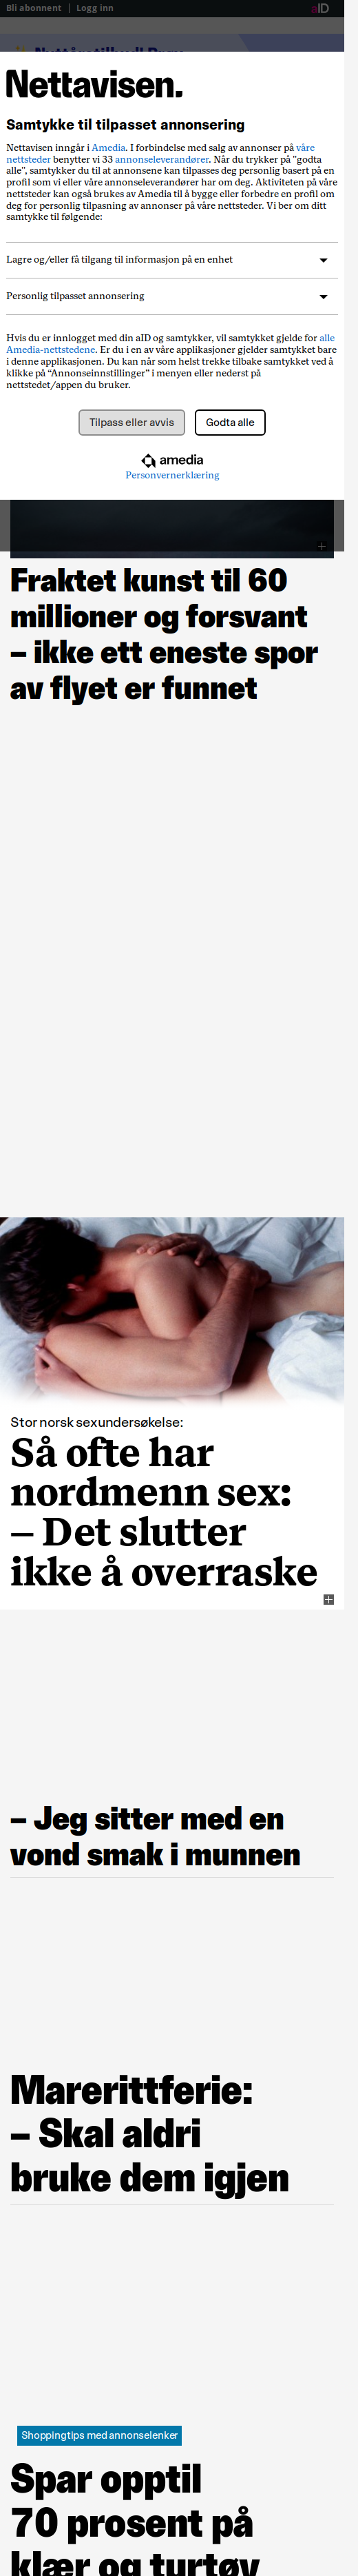 Bli abonnent | Logg inn
aID
Nettavisen.
Samtykke til tilpasset annonsering
Nettavisen inngår i Amedia. I forbindelse med salg av annonser på våre
nettsteder benytter vi 33 annonseleverandører. Når du trykker på "godta
alle", samtykker du til at annonsene kan tilpasses deg personlig basert på en
profil som vi eller våre annonseleverandører har om deg. Aktiviteten på våre
nettsteder kan også brukes av Amedia til å bygge eller forbedre en profil om
deg for personlig tilpasning av annonser på våre nettsteder. Vi ber om ditt
samtykke til følgende:
Lagre og/eller få tilgang til informasjon på en enhet
Personlig tilpasset annonsering
Hvis du er innlogget med din aID og samtykker, vil samtykket gjelde for alle
Amedia-nettstedene. Er du i en av våre applikasjoner gjelder samtykket bare
i denne applikasjonen. Du kan når som helst trekke tilbake samtykket ved å
klikke på “Annonseinnstillinger” i menyen eller nederst på
nettstedet/appen du bruker.
Tilpass eller avvis
Godta alle
amedia
Personvernerklæring
Fraktet kunst til 60
millioner og forsvant
– ikke ett eneste spor
av flyet er funnet
Stor norsk sexundersøkelse:
Så ofte har
nordmenn sex:
– Det slutter
ikke å overraske
– Jeg sitter med en
vond smak i munnen
Marerittferie:
– Skal aldri
bruke dem igjen
Shoppingtips med annonselenker
Spar opptil
70 prosent på
klær og turtøy